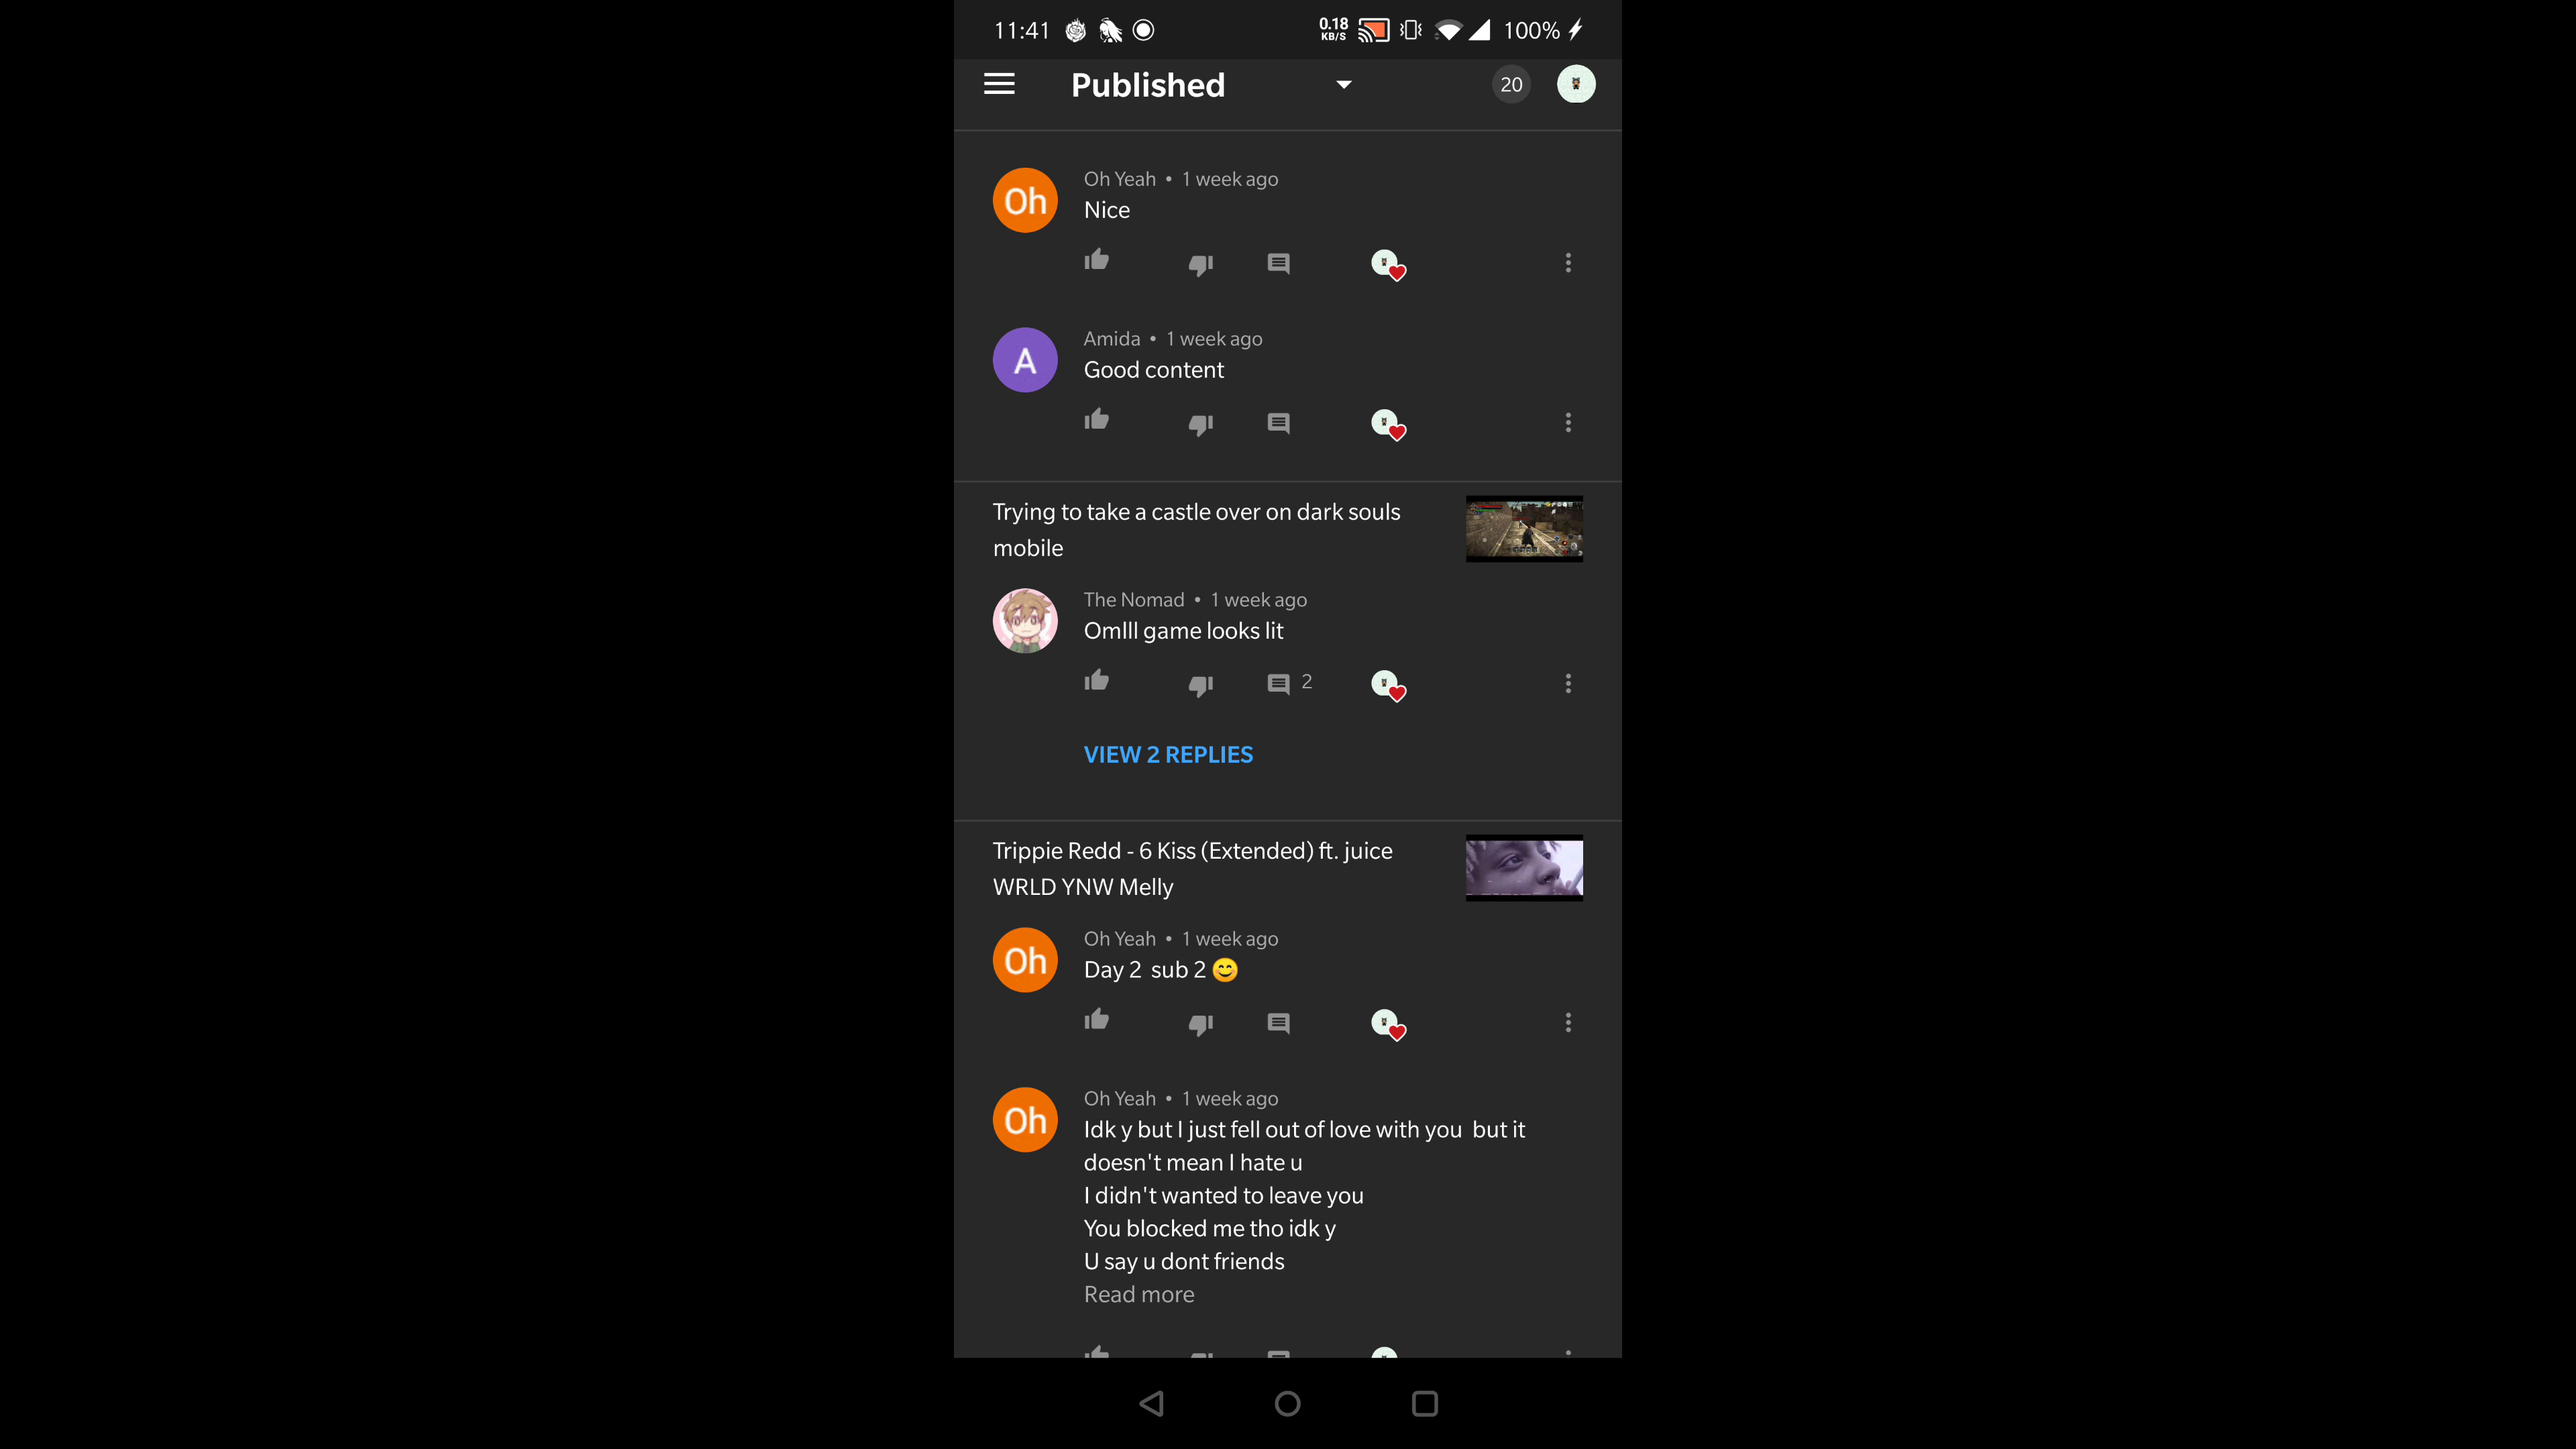 11:41 0.18 KB/S 100%
Published 20
Oh Yeah • 1 week ago
Oh
Nice
Amida • 1 week ago
A
Good content
Trying to take a castle over on dark souls
mobile
The Nomad • 1 week ago
Omlll game looks lit
2
VIEW 2 REPLIES
Trippie Redd - 6 Kiss (Extended) ft. juice
WRLD YNW Melly
Oh Yeah • 1 week ago
Oh
Day 2  sub 2 😊
Oh Yeah • 1 week ago
Oh
Idk y but I just fell out of love with you  but it
doesn't mean I hate u
I didn't wanted to leave you
You blocked me tho idk y
U say u dont friends
Read more